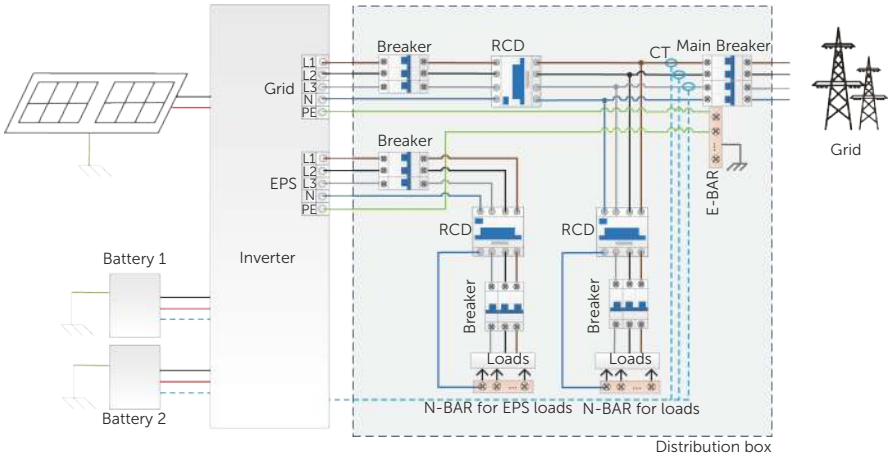 Breaker
RCD
CT
Main Breaker
Grid
L1
L2
L3
N
PE
Breaker
Grid
EPS
L1
L2
L3
N
PE
E-BAR
RCD
RCD
Inverter
Battery 1
Breaker
Breaker
Loads
Loads
...
...
...
N-BAR for EPS loads
N-BAR for loads
Battery 2
Distribution box